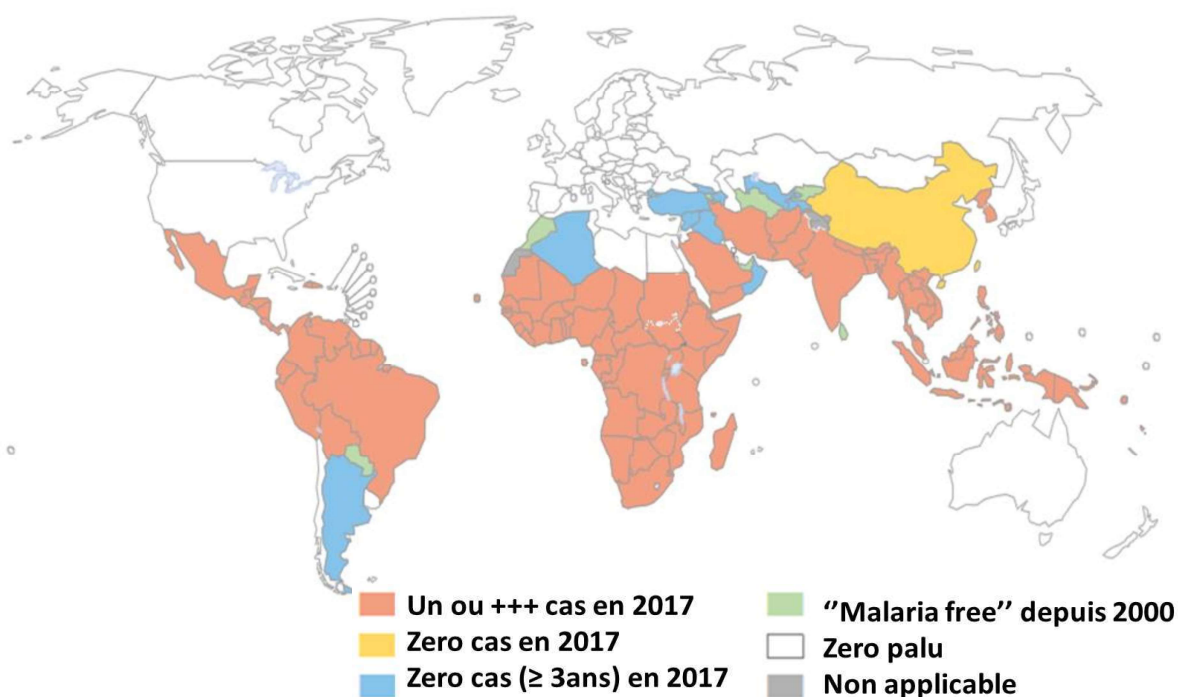 Un ou +++ cas en 2017
Zero cas en 2017
Zero cas (≥ 3ans) en 2017
‘’Malaria free’’ depuis 2000
Zero palu
Non applicable